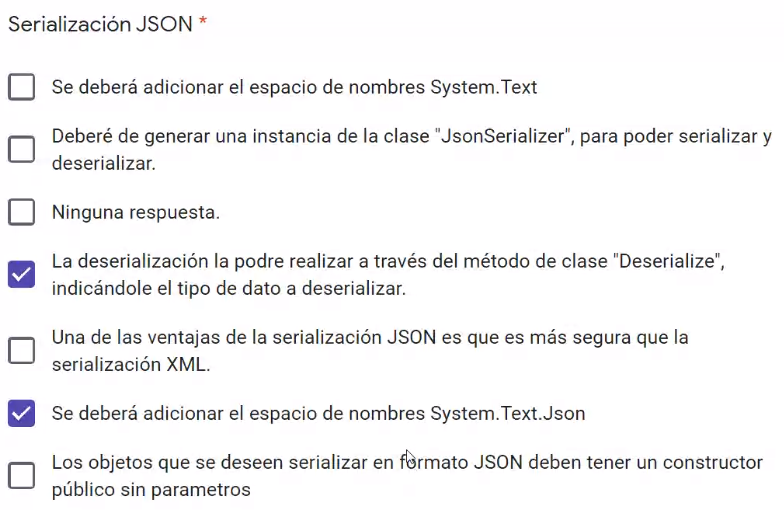 Serialización JSON *
Se deberá adicionar el espacio de nombres System.Text
Deberé de generar una instancia de la clase "JsonSerializer", para poder serializar y
deserializar.
Ninguna respuesta.
La deserialización la podre realizar a través del método de clase "Deserialize",
indicándole el tipo de dato a deserializar.
Una de las ventajas de la serialización JSON es que es más segura que la
serialización XML.
Se deberá adicionar el espacio de nombres System.Text.Json
Los objetos que se deseen serializar en formato JSON deben tener un constructor
público sin parametros